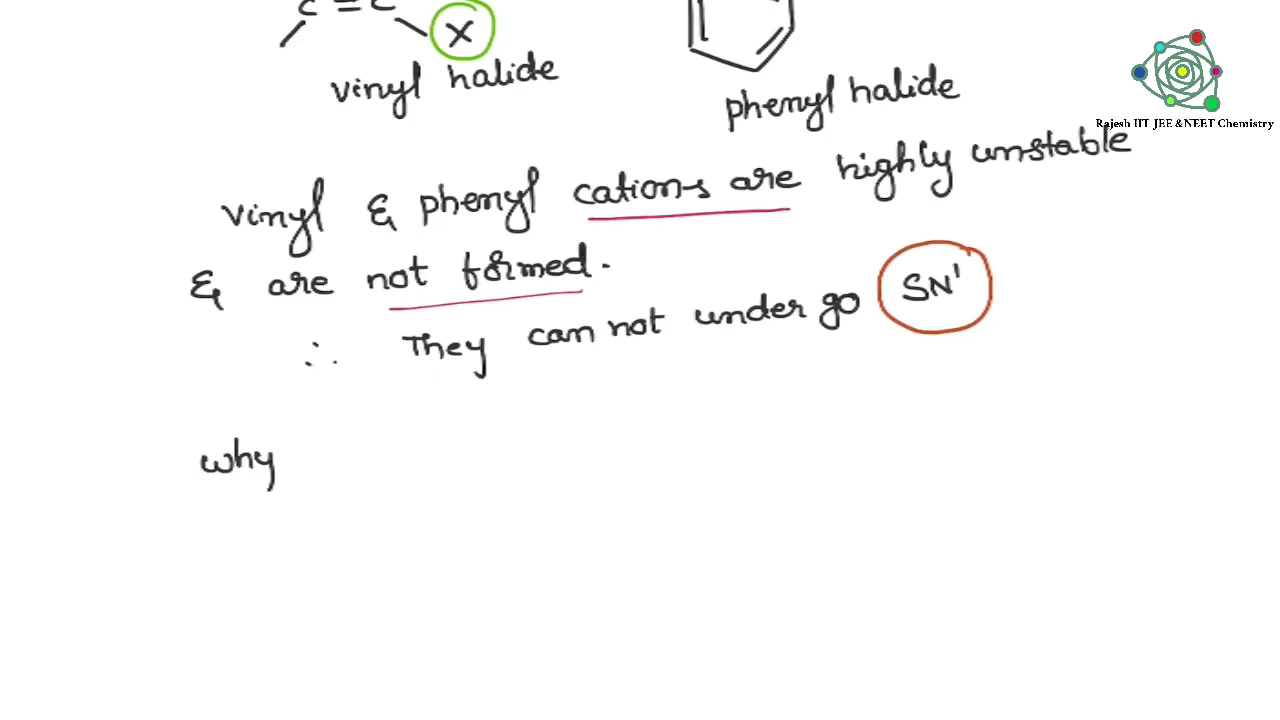 C = C
X
vinyl halide
phenyl halide
Rajesh IIT JEE &NEET Chemistry
vinyl & phenyl cations are highly unstable
& are not formed.
∴ They can not under go SN¹
why